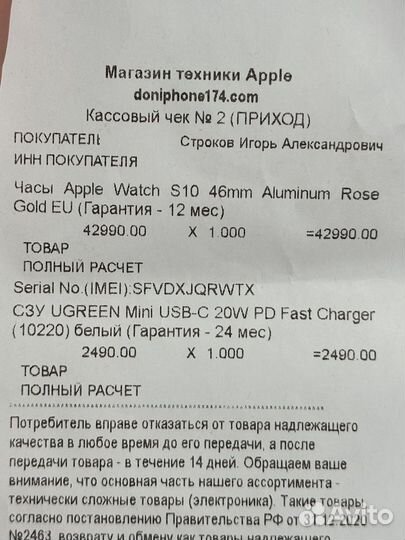 Магазин техники Apple
doniphone174.com
Кассовый чек № 2 (ПРИХОД)
ПОКУПАТЕЛЬ Строков Игорь Александрович
ИНН ПОКУПАТЕЛЯ
Часы Apple Watch S10 46mm Aluminum Rose
Gold EU (Гарантия - 12 мес)
42990.00 X 1.000 =42990.00
ТОВАР
ПОЛНЫЙ РАСЧЕТ
Serial No.(IMEI):SFVDXJQRWTX
СЗУ UGREEN Mini USB-C 20W PD Fast Charger
(10220) белый (Гарантия - 24 мес)
2490.00 X 1.000 =2490.00
ТОВАР
ПОЛНЫЙ РАСЧЕТ
Потребитель вправе отказаться от товара надлежащего
качества в любое время до его передачи, а после
передачи товара - в течение 14 дней. Обращаем ваше
внимание, что основная часть нашего ассортимента -
технически сложные товары (электроника). Такие товары,
согласно постановлению Правительства РФ от 31.12.2020
№2463, возврату и обмену как товары надлежащего
Avito